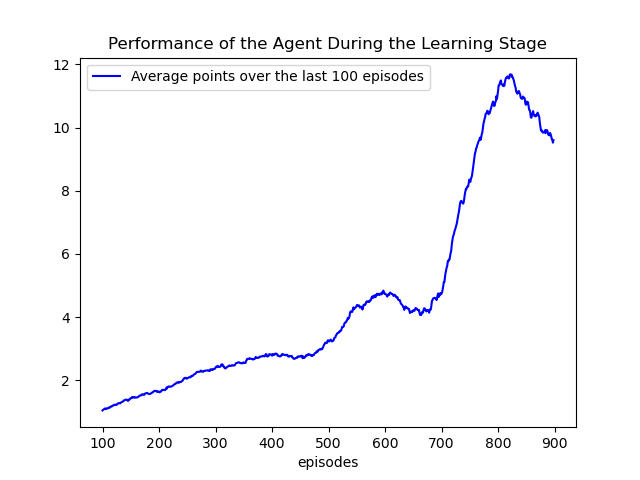 Performance of the Agent During the Learning Stage
Average points over the last 100 episodes
12
10
8
6
4
2
100 200 300 400 500 600 700 800 900
episodes